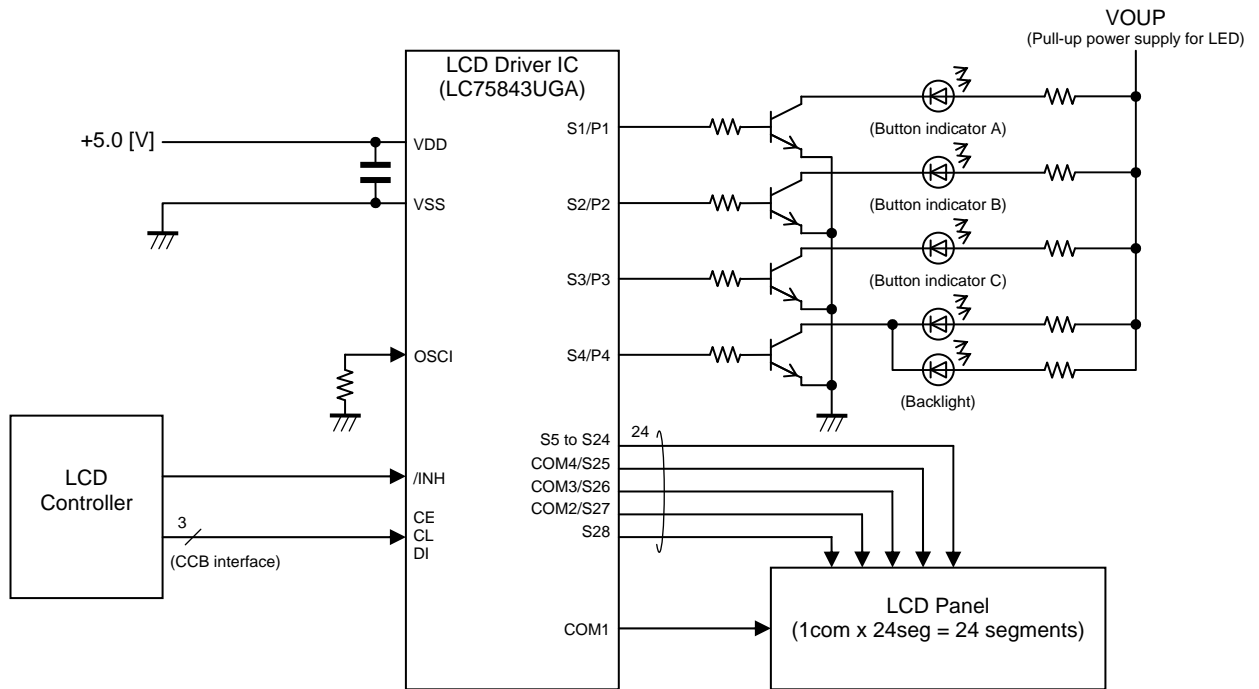 VOUP
(Pull-up power supply for LED)
LCD Driver IC
(LC75843UGA)
+5.0 [V]
VDD
VSS
OSCI
LCD
Controller
/INH
3
(CCB interface)
CE
CL
DI
S1/P1
(Button indicator A)
S2/P2
(Button indicator B)
S3/P3
(Button indicator C)
S4/P4
(Backlight)
24
S5 to S24
COM4/S25
COM3/S26
COM2/S27
S28
COM1
LCD Panel
(1com x 24seg = 24 segments)